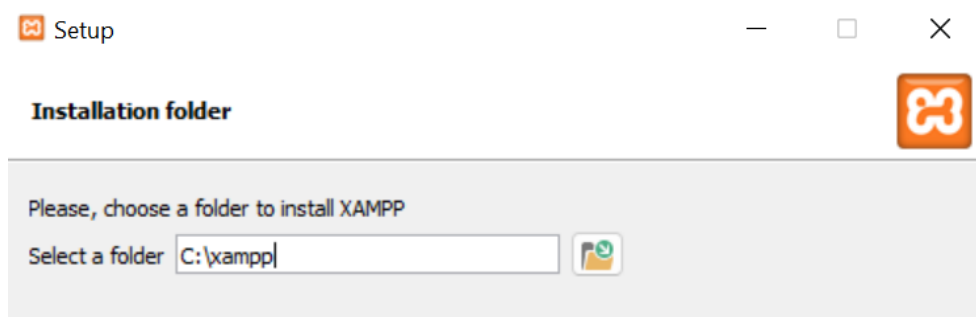 Setup
Installation folder
Please, choose a folder to install XAMPP
Select a folder C:\xampp